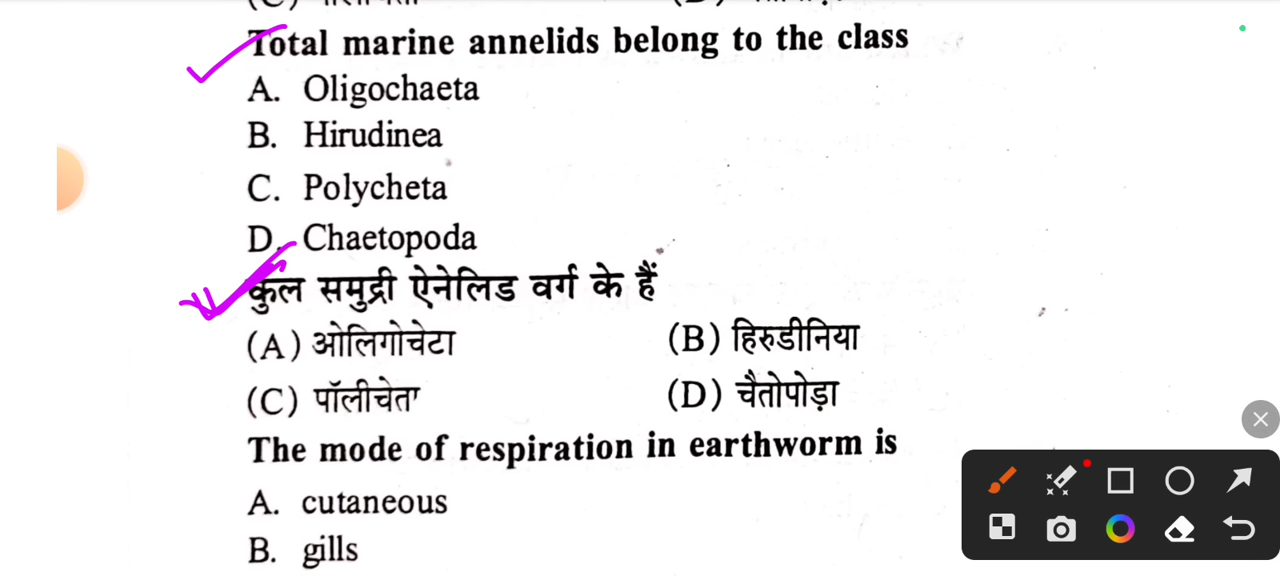 Total marine annelids belong to the class
A. Oligochaeta
B. Hirudinea
C. Polycheta
D. Chaetopoda
कुल समुद्री ऐनेलिड वर्ग के हैं
(A) ओलिगोचेटा (B) हिरुडीनिया
(C) पॉलीचेता (D) चैतोपोड़ा
The mode of respiration in earthworm is
A. cutaneous
B. gills